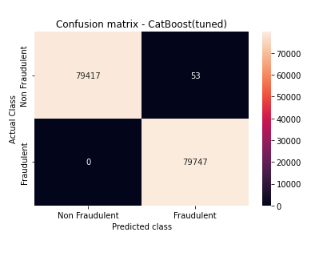 Confusion matrix - CatBoost(tuned)
Actual Class
Non Fraudulent
Fraudulent
79417
53
0
79747
Non Fraudulent
Fraudulent
Predicted class
70000
60000
50000
40000
30000
20000
10000
0